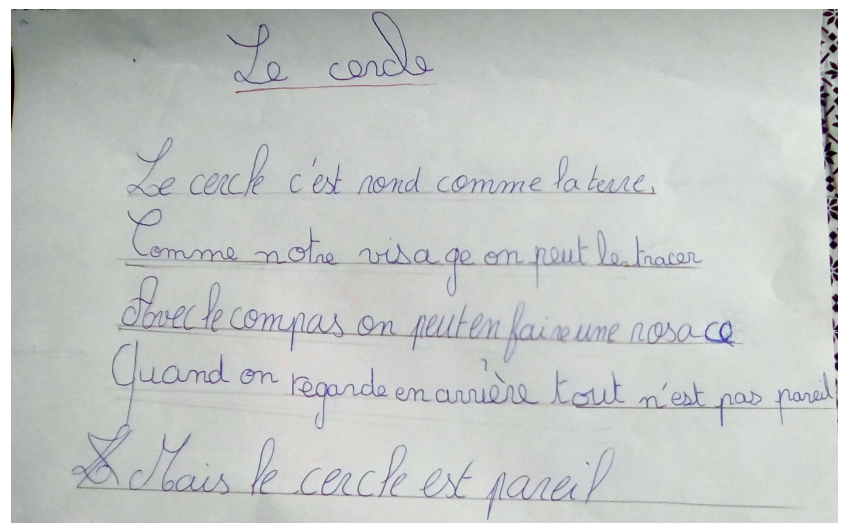 Le cercle
Le cercle c'est rond comme la terre.
Comme notre visage on peut le tracer
Avec le compas on peut en faire une rosace
Quand on regarde en arrière tout n'est pas pareil
Mais le cercle est pareil